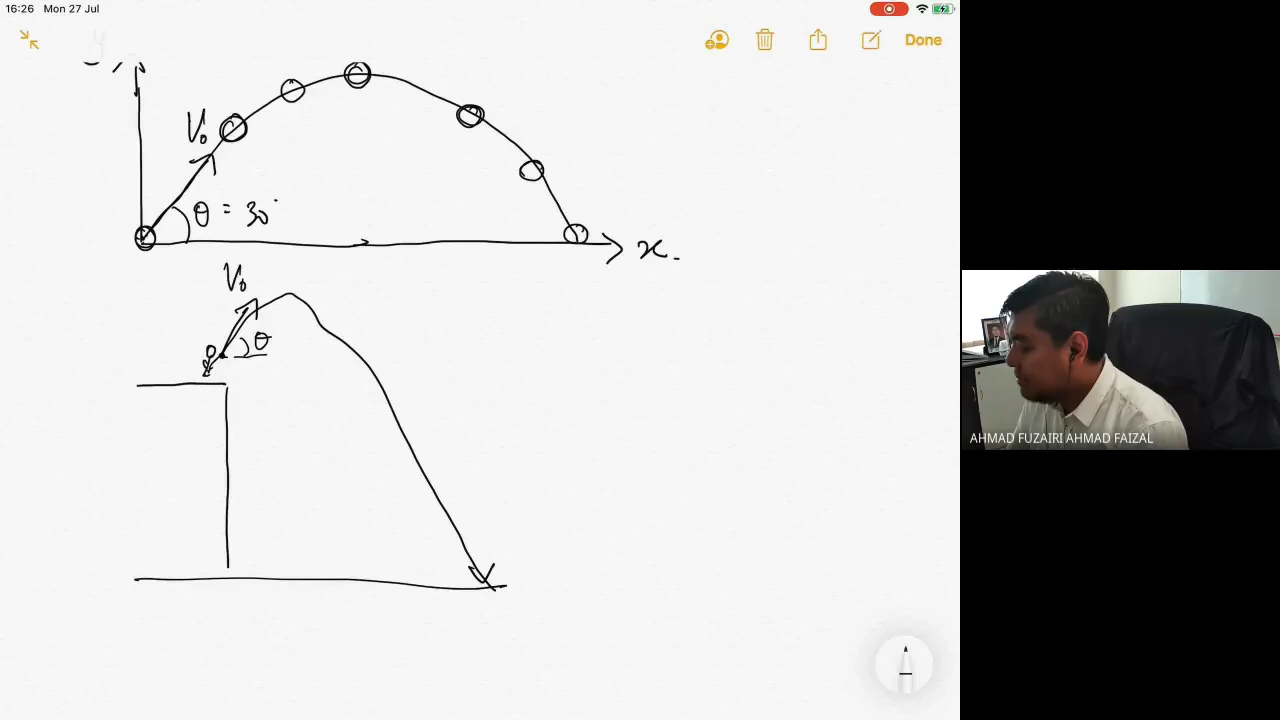 16:26 Mon 27 Jul
Done
y
V₀
θ = 30°
x.
V₀
θ
AHMAD FUZAIRI AHMAD FAIZAL